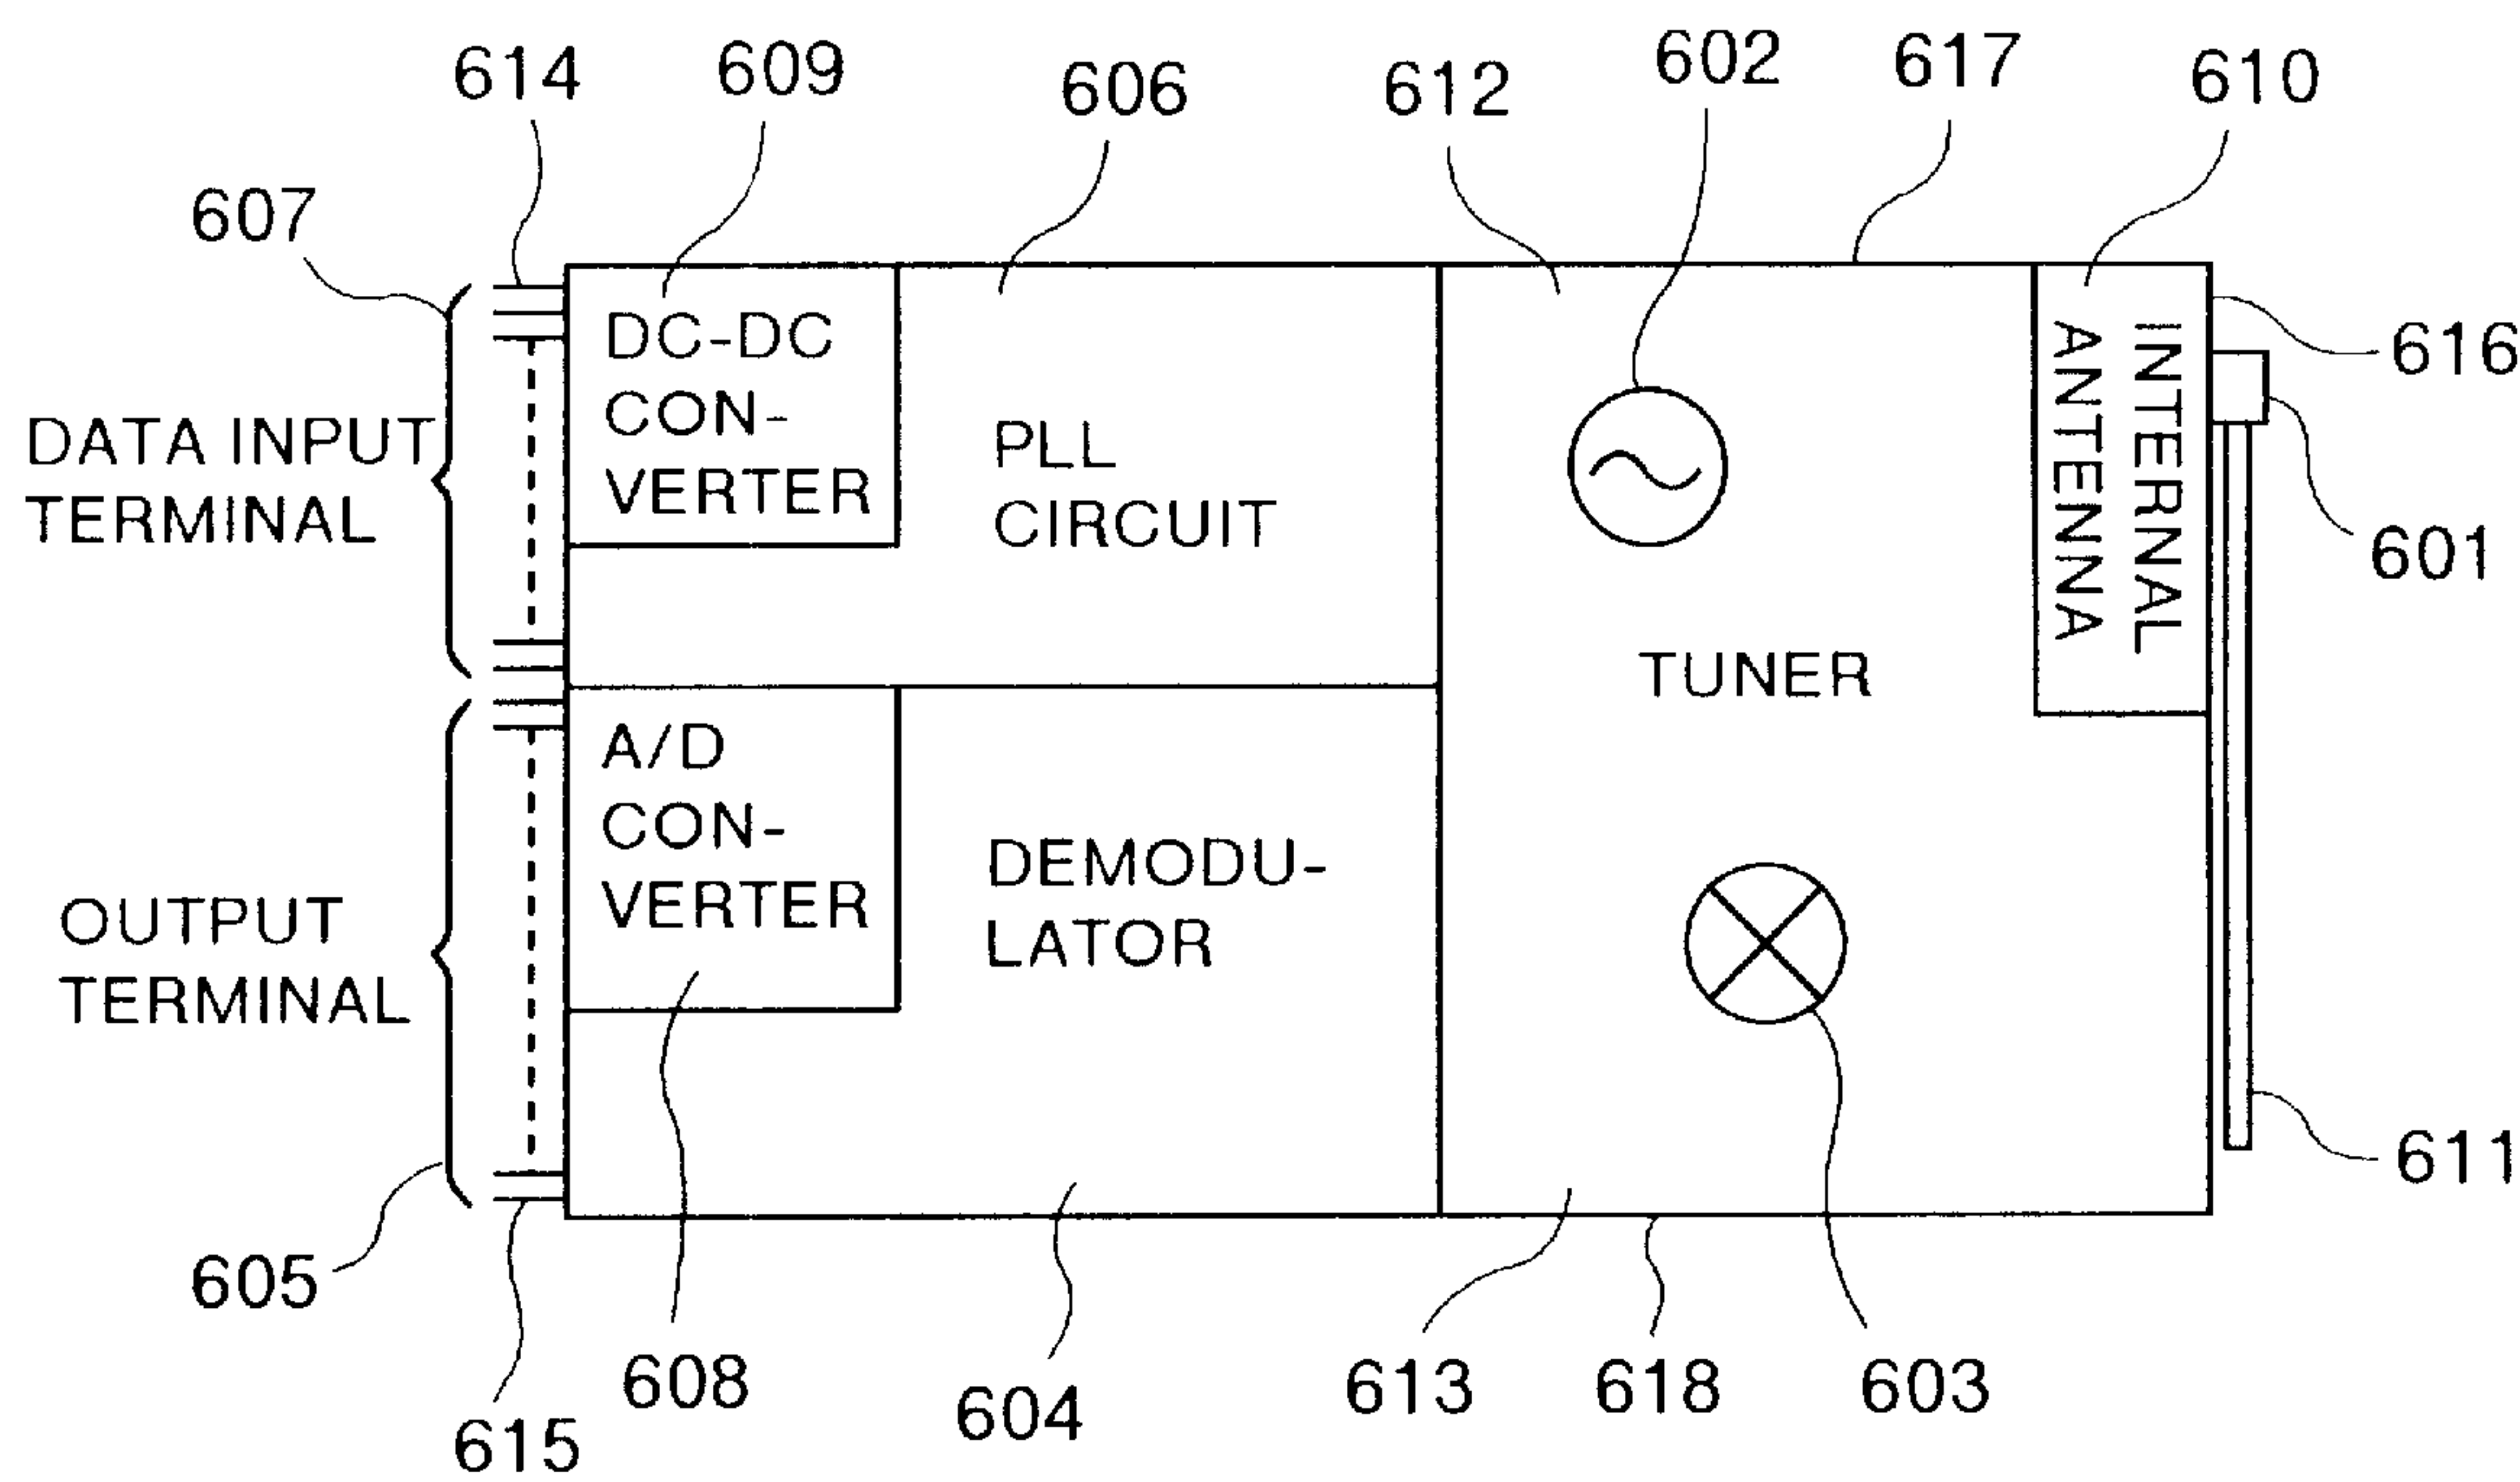 614
609
606
612
602
617
610
607
616
601
DATA INPUT
TERMINAL
DC-DC
CON-
VERTER
PLL
CIRCUIT
INTERNAL
ANTENNA
TUNER
A/D
CON-
VERTER
DEMODU-
LATOR
OUTPUT
TERMINAL
611
605
615
608
604
613
618
603